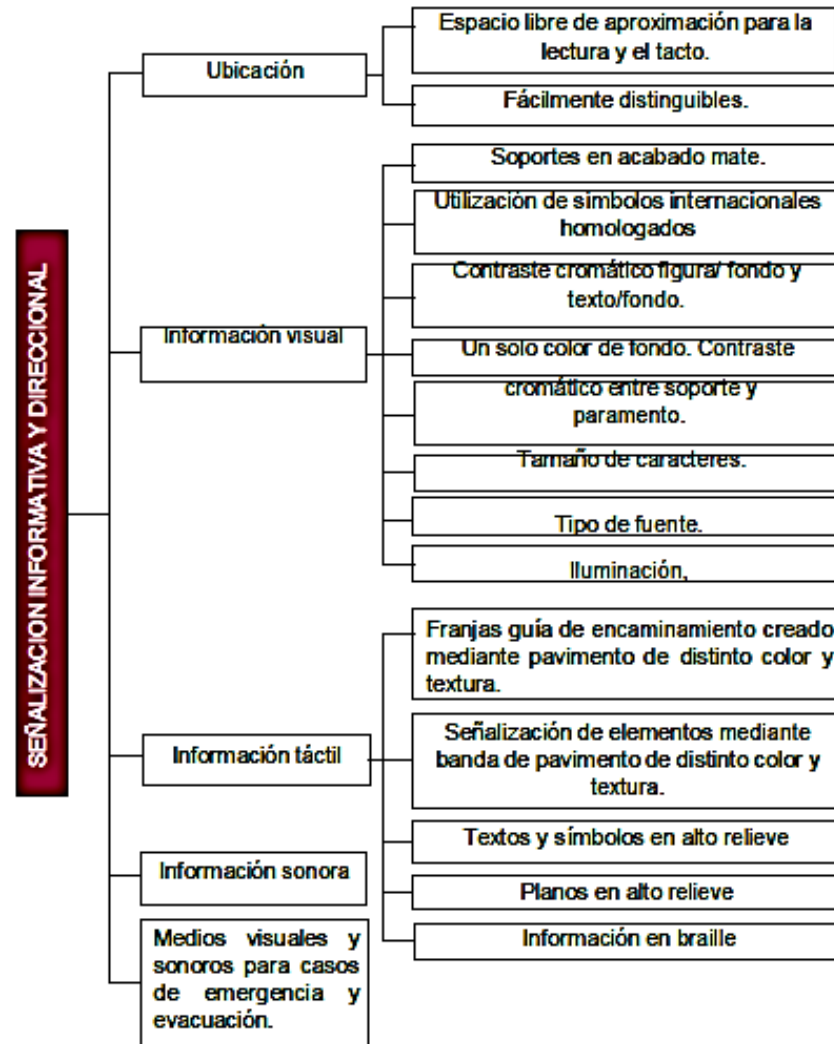 SEÑALIZACION INFORMATIVA Y DIRECCIONAL
Ubicación
Espacio libre de aproximación para la
lectura y el tacto.
Fácilmente distinguibles.
Información visual
Soportes en acabado mate.
Utilización de símbolos internacionales
homologados
Contraste cromático figura/ fondo y
texto/fondo.
Un solo color de fondo. Contraste
cromático entre soporte y
paramento.
Tamaño de caracteres.
Tipo de fuente.
Iluminación,
Información táctil
Franjas guía de encaminamiento creado
mediante pavimento de distinto color y
textura.
Señalización de elementos mediante
banda de pavimento de distinto color y
textura.
Textos y símbolos en alto relieve
Planos en alto relieve
Información en braille
Información sonora
Medios visuales y
sonoros para casos
de emergencia y
evacuación.